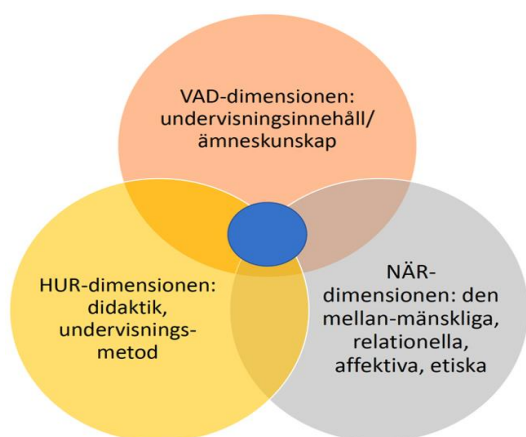 VAD-dimensionen:
undervisningsinnehåll/
ämneskunskap
HUR-dimensionen:
didaktik,
undervisnings-
metod
NÄR-
dimensionen: den
mellan-mänskliga,
relationella,
affektiva, etiska